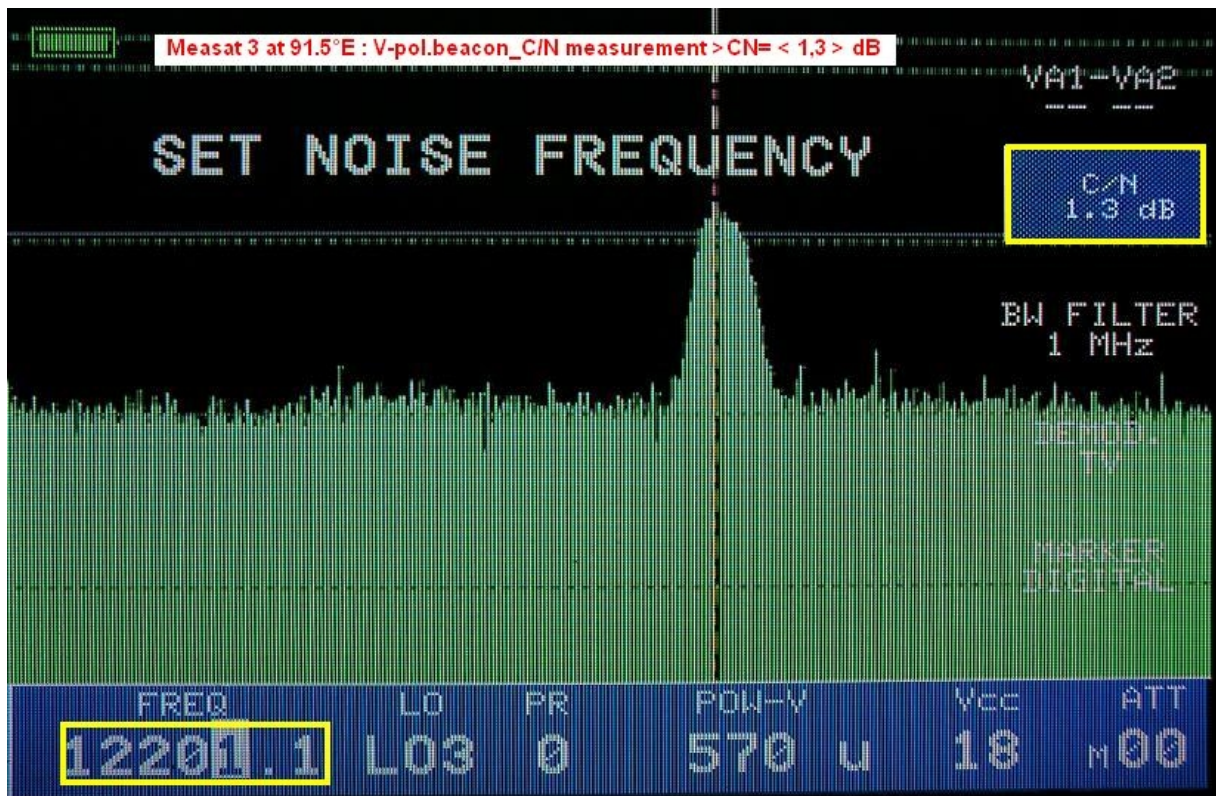 Measat 3 at 91.5°E : V-pol.beacon_C/N measurement > CN= < 1,3 > dB
VA1-VA2
-- --
SET NOISE FREQUENCY
C/N
1.3 dB
BW FILTER
1 MHz
DEMOD.
TV
MARKER
DIGITAL
FREQ LO PR POW-V Vcc ATT
12201.1 LO3 0 570 u 18 M00